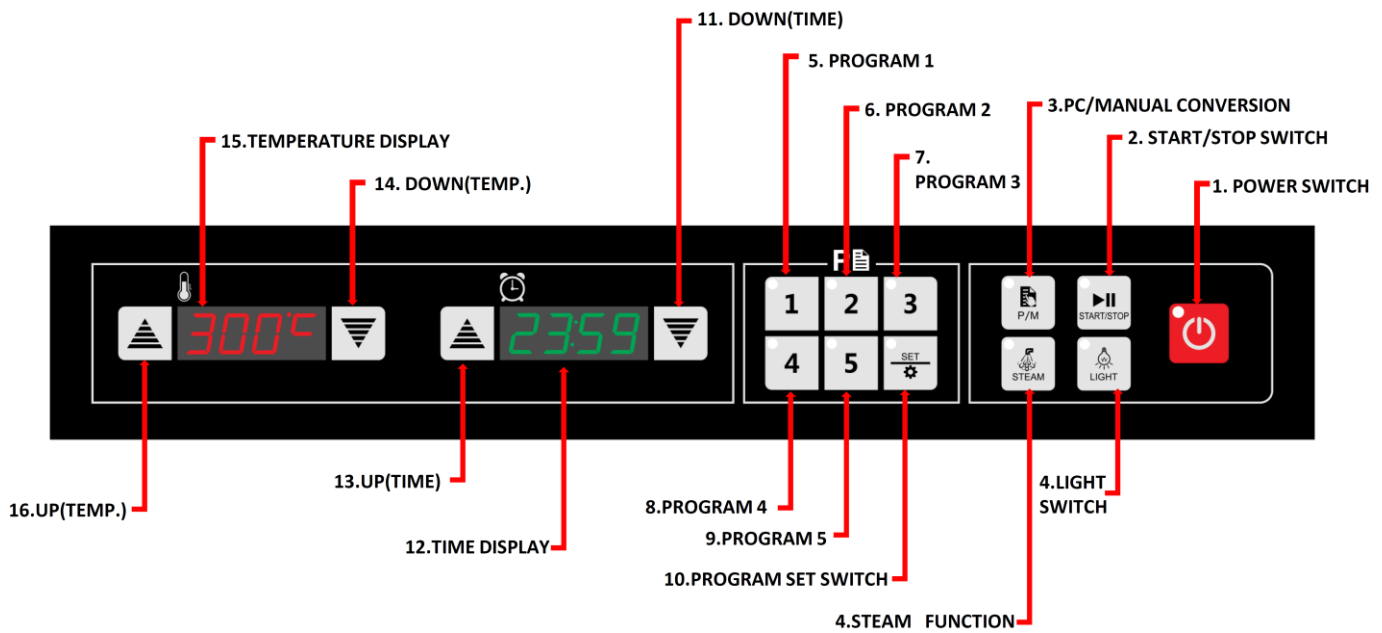 11. DOWN(TIME)
5. PROGRAM 1
6. PROGRAM 2
3.PC/MANUAL CONVERSION
15.TEMPERATURE DISPLAY
2. START/STOP SWITCH
7.
PROGRAM 3
14. DOWN(TEMP.)
1. POWER SWITCH
P
300°C
23:59
1
2
3
P/M
START/STOP
4
5
SET
STEAM
LIGHT
13.UP(TIME)
4.LIGHT
SWITCH
16.UP(TEMP.)
8.PROGRAM 4
9.PROGRAM 5
12.TIME DISPLAY
10.PROGRAM SET SWITCH
4.STEAM FUNCTION